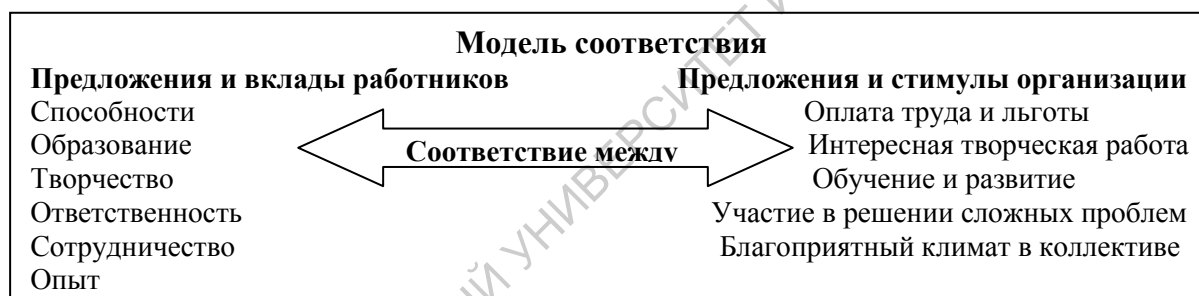 Модель соответствия
Предложения и вклады работников Предложения и стимулы организации
Способности Оплата труда и льготы
Образование Соответствие между Интересная творческая работа
Творчество Обучение и развитие
Ответственность Участие в решении сложных проблем
Сотрудничество Благоприятный климат в коллективе
Опыт
УНИВЕРСИТЕТ